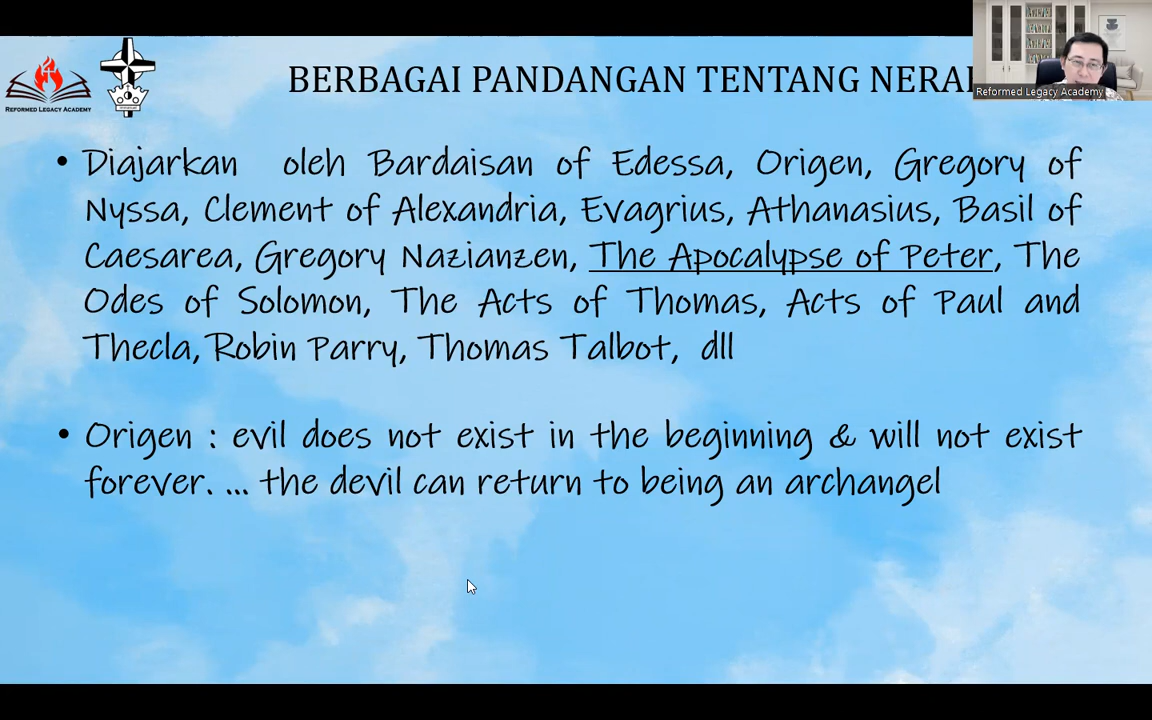 BERBAGAI PANDANGAN TENTANG
Reformed Legacy Academy
REFORMED LEGACY ACADEMY
• Diajarkan oleh Bardaisan of Edessa, Origen, Gregory of
Nyssa, Clement of Alexandria, Evagrius, Athanasius, Basil of
Caesarea, Gregory Nazianzen, The Apocalypse of Peter, The
Odes of Solomon, The Acts of Thomas, Acts of Paul and
Thecla, Robin Parry, Thomas Talbot, dll
• Origen : evil does not exist in the beginning & will not exist
forever. ... the devil can return to being an archangel